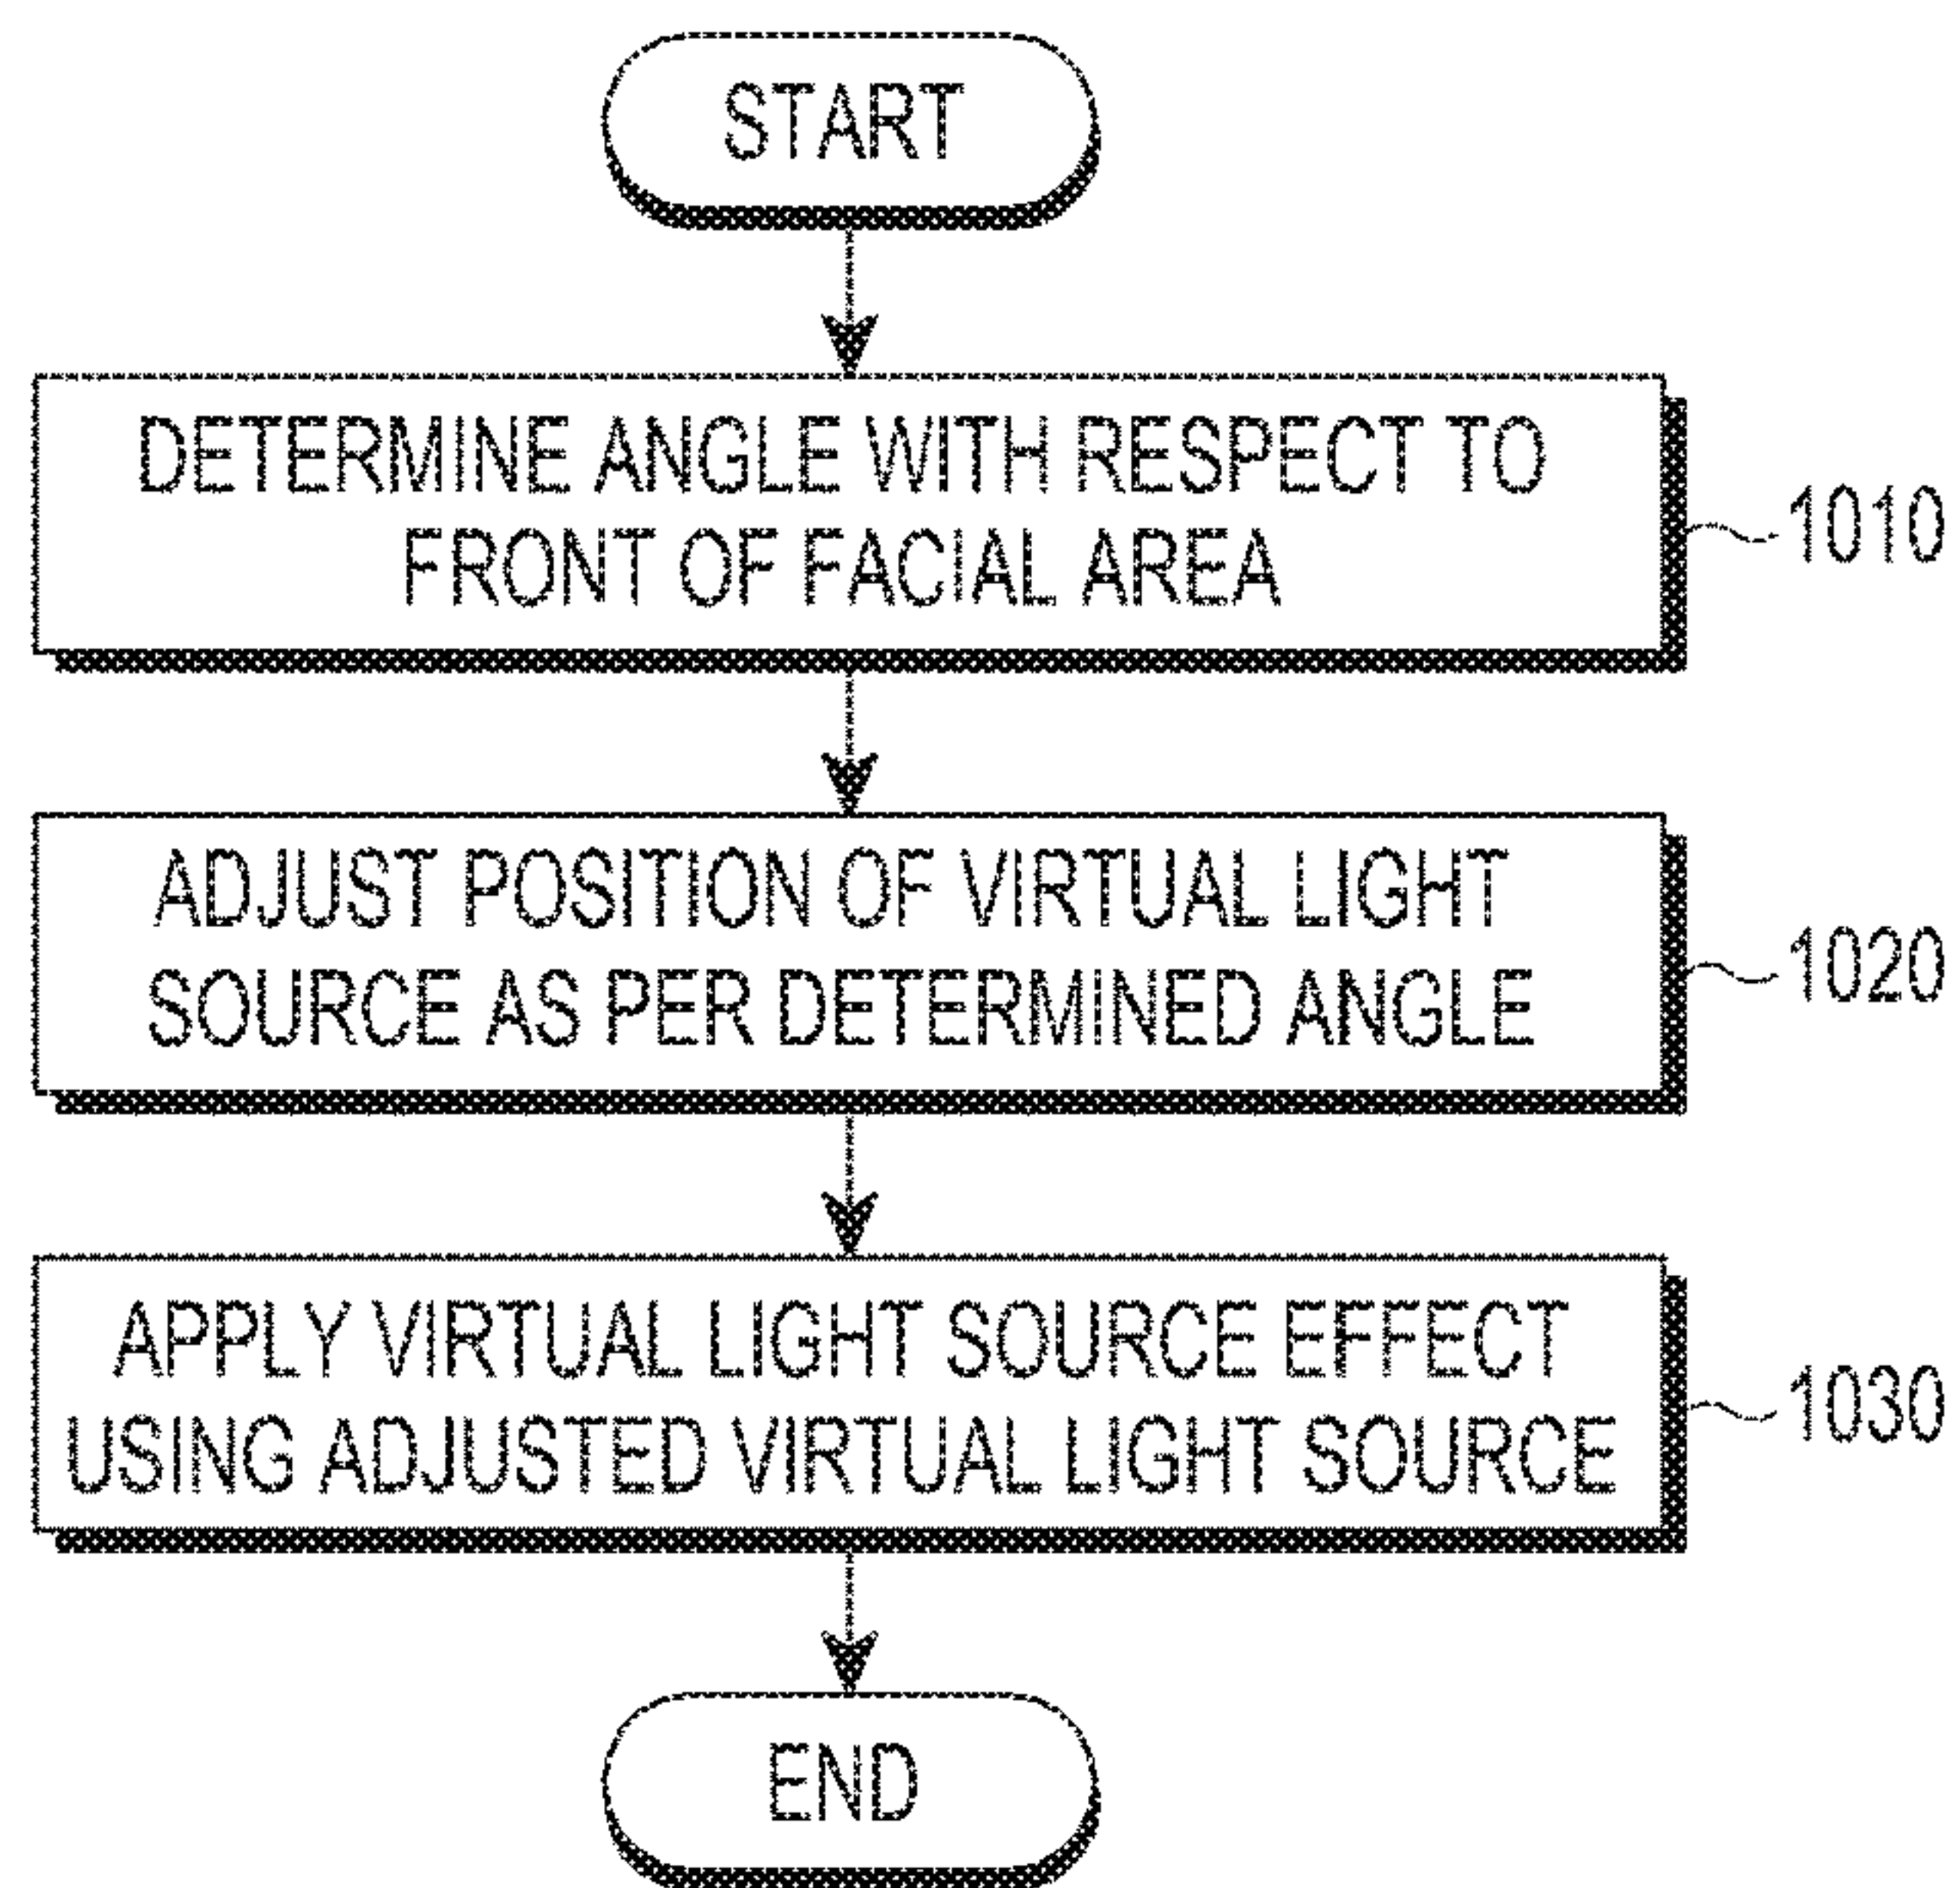 START
DETERMINE ANGLE WITH RESPECT TO
FRONT OF FACIAL AREA
1010
ADJUST POSITION OF VIRTUAL LIGHT
SOURCE AS PER DETERMINED ANGLE
1020
APPLY VIRTUAL LIGHT SOURCE EFFECT
USING ADJUSTED VIRTUAL LIGHT SOURCE
1030
END